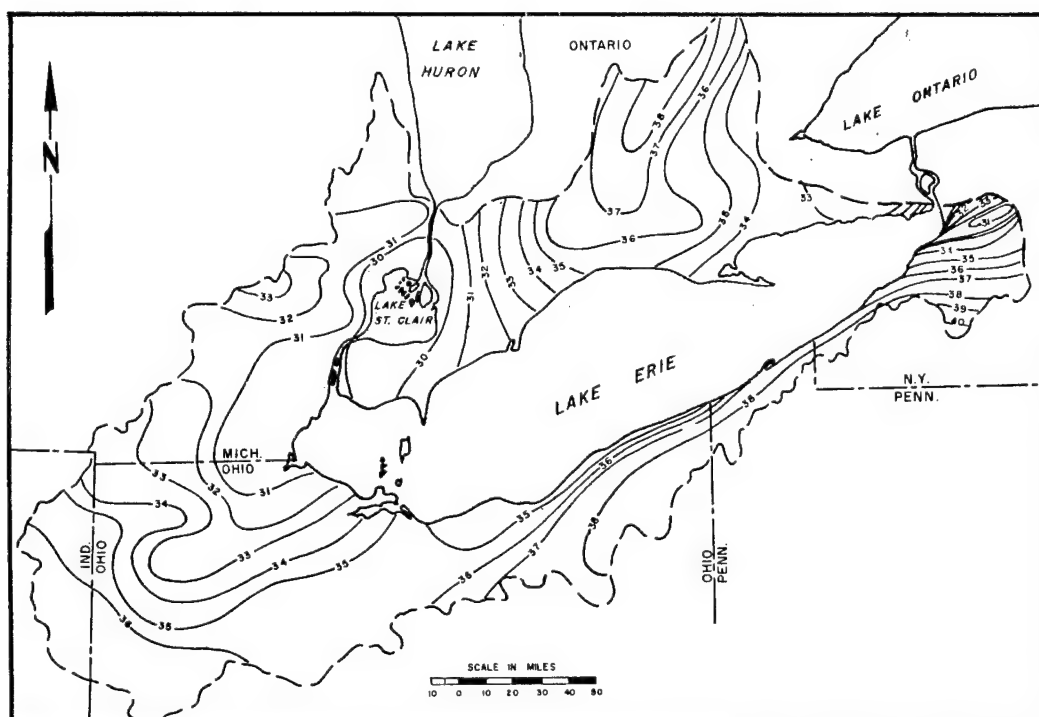 LAKE
HURON
ONTARIO
LAKE ONTARIO
N
36
38
37
33
32
33
31
31
30
37
36
38
34
32
33
34
35
31
34
35
36
37
38
39
40
33
32
31
LAKE
ST. CLAIR
30
LAKE ERIE
N.Y.
PENN.
38
36
MICH.
OHIO
33
34
32
31
35
38
37
36
33
34
35
IND.
OHIO
OHIO
PENN.
36
35
SCALE IN MILES
10 0 10 20 30 40 50